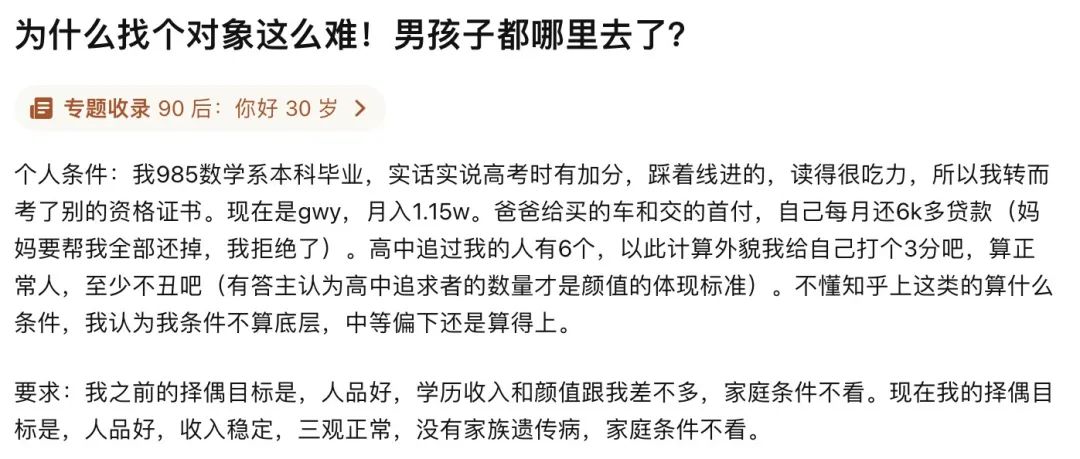 为什么找个对象这么难！男孩子都哪里去了？
专题收录 90 后：你好 30 岁
个人条件：我985数学系本科毕业，实话实说高考时有加分，踩着线进的，读得很吃力，所以我转而
考了别的资格证书。现在是gwy，月入1.15w。爸爸给买的车和交的首付，自己每月还6k多贷款（妈
妈要帮我全部还掉，我拒绝了）。高中追过我的人有6个，以此计算外貌我给自己打个3分吧，算正
常人，至少不丑吧（有答主认为高中追求者的数量才是颜值的体现标准）。不懂知乎上这类的算什么
条件，我认为我条件不算底层，中等偏下还是算得上。
要求：我之前的择偶目标是，人品好，学历收入和颜值跟我差不多，家庭条件不看。现在我的择偶目
标是，人品好，收入稳定，三观正常，没有家族遗传病，家庭条件不看。